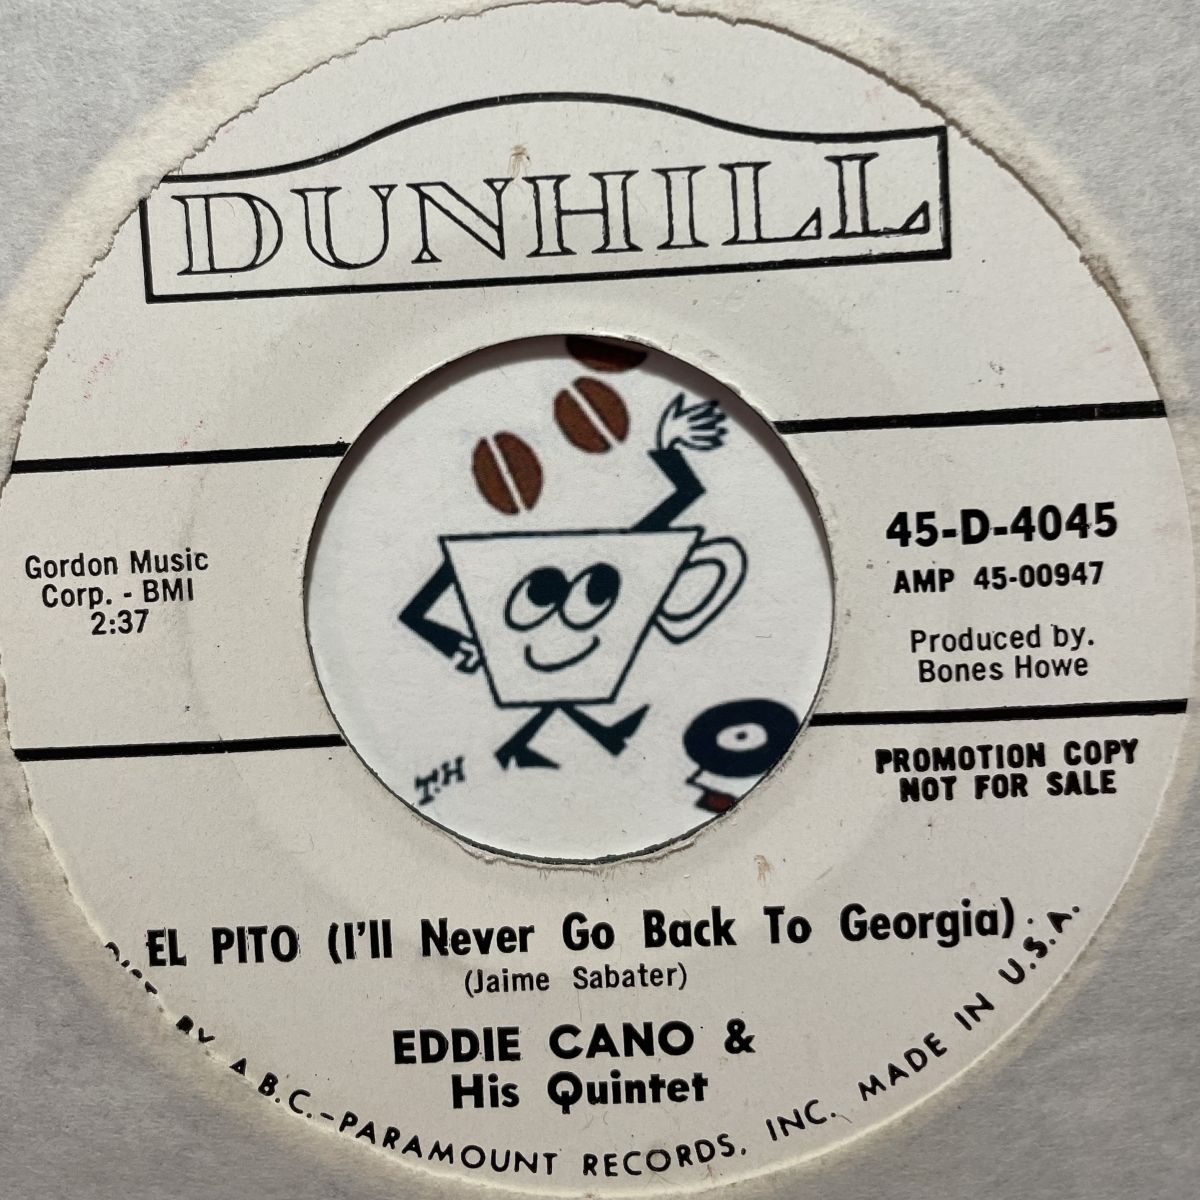 DUNHILL
Gordon Music
Corp. - BMI
2:37
45-D-4045
AMP 45-00947
Produced by.
Bones Howe
PROMOTION COPY
NOT FOR SALE
T.H
EL PITO (I'll Never Go Back To Georgia)
(Jaime Sabater)
EDDIE CANO &
His Quintet
BY A.B.C.-PARAMOUNT RECORDS, INC. MADE IN U.S.A.